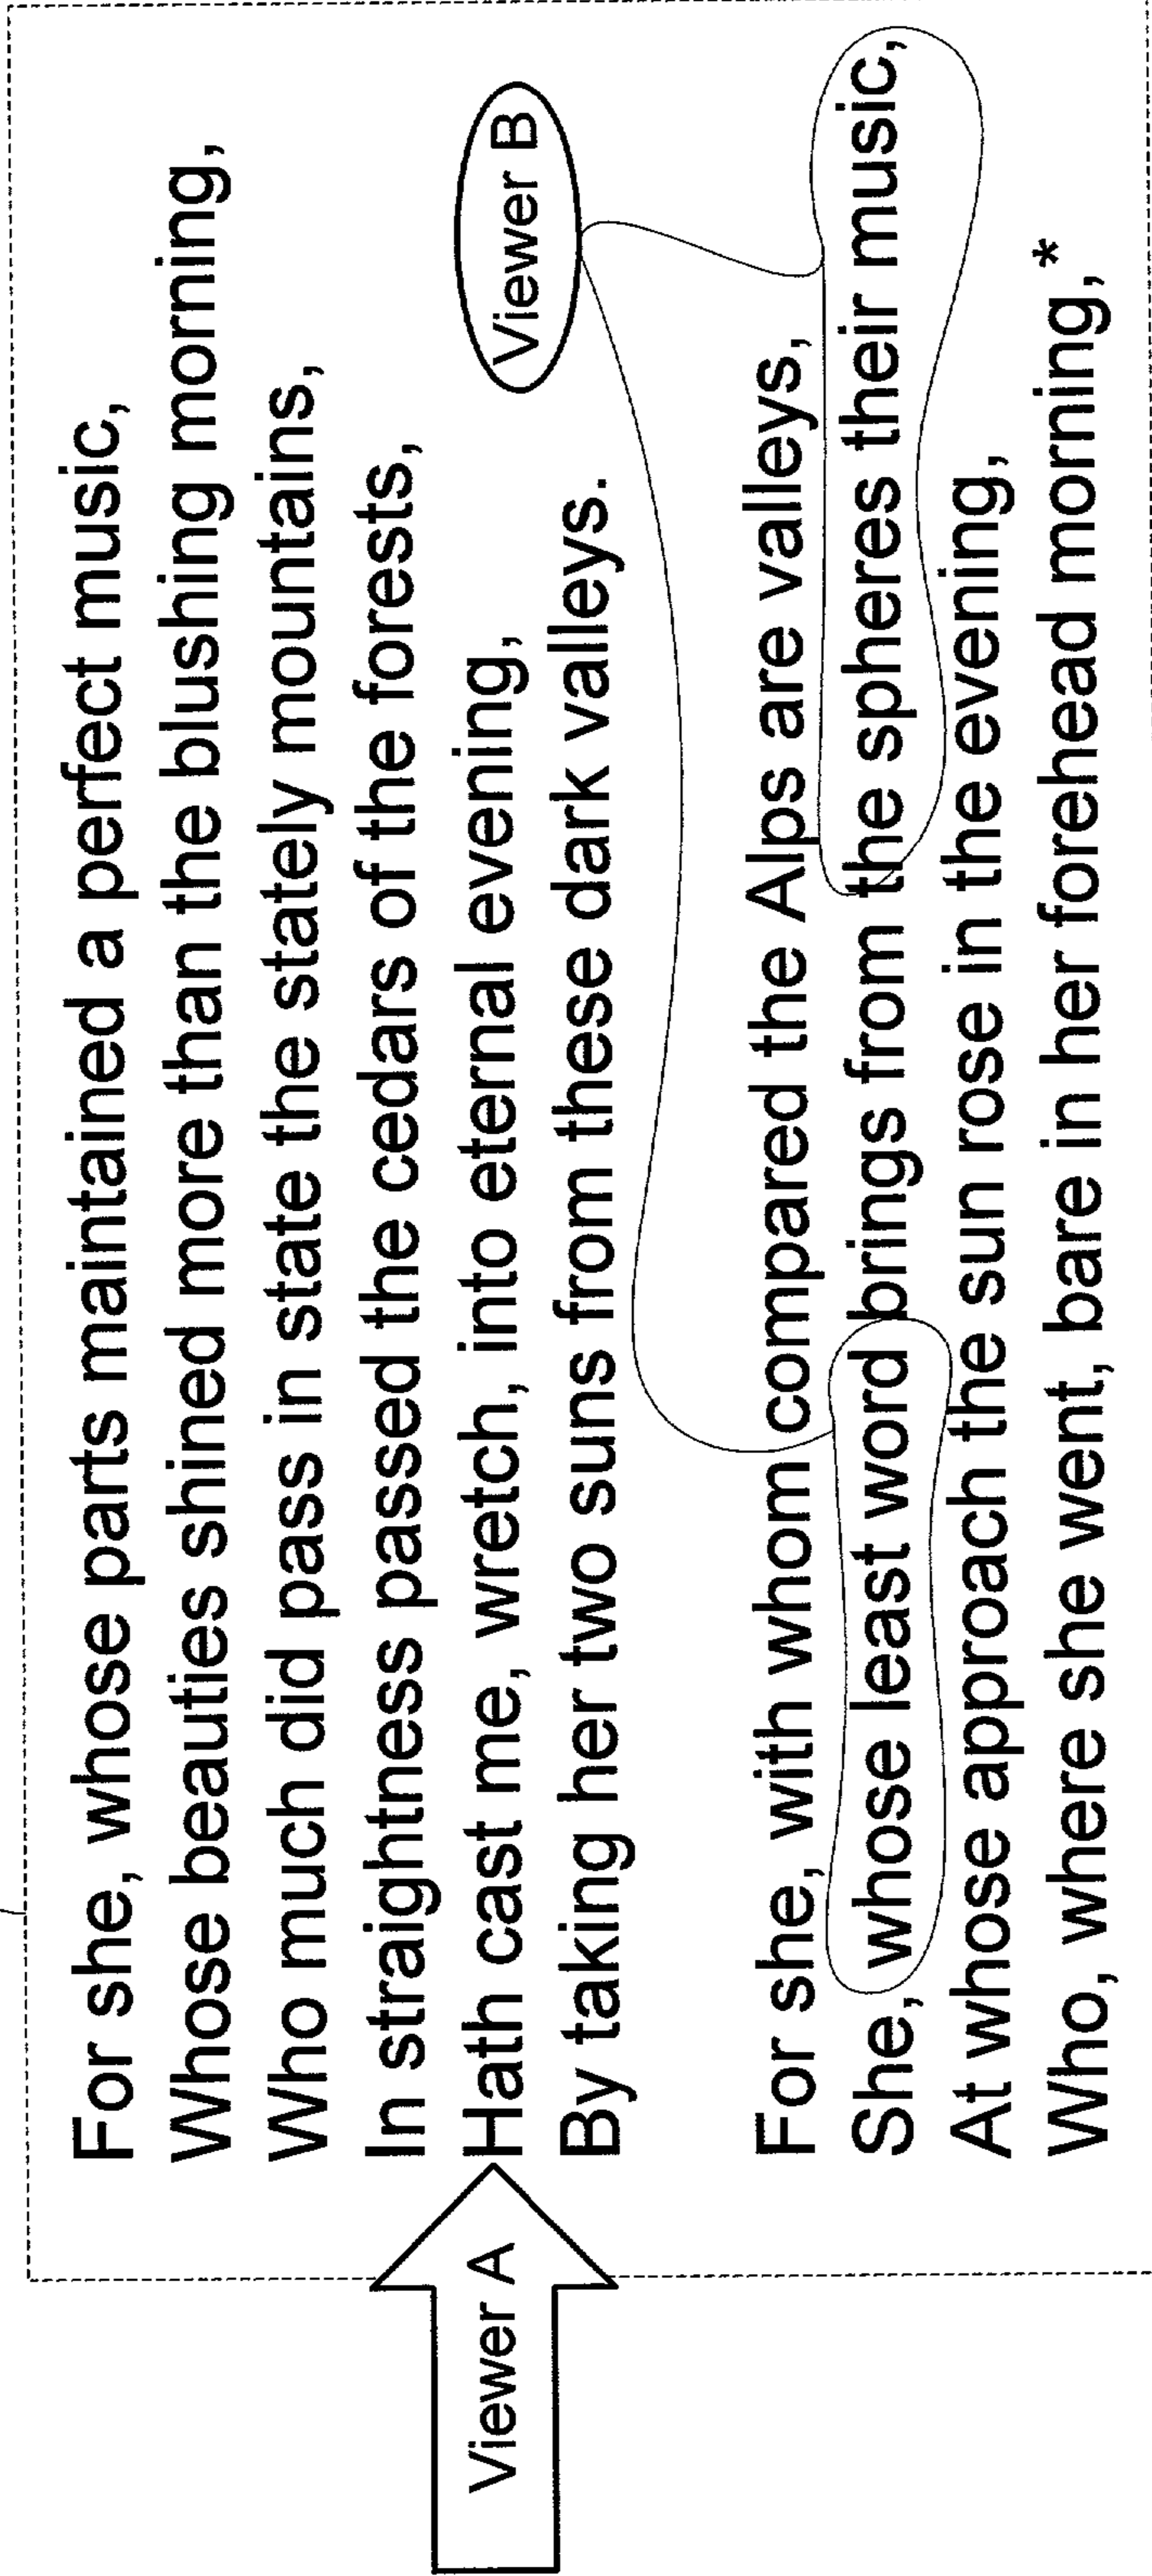 For she, whose parts maintained a perfect music,
Whose beauties shined more than the blushing morning,
Who much did pass in state the stately mountains,
In straightness passed the cedars of the forests,
Viewer A
Hath cast me, wretch, into eternal evening,
Viewer B
By taking her two suns from these dark valleys.
For she, with whom compared the Alps are valleys,
She, whose least word brings from the spheres their music,
At whose approach the sun rose in the evening,
Who, where she went, bare in her forehead morning,*